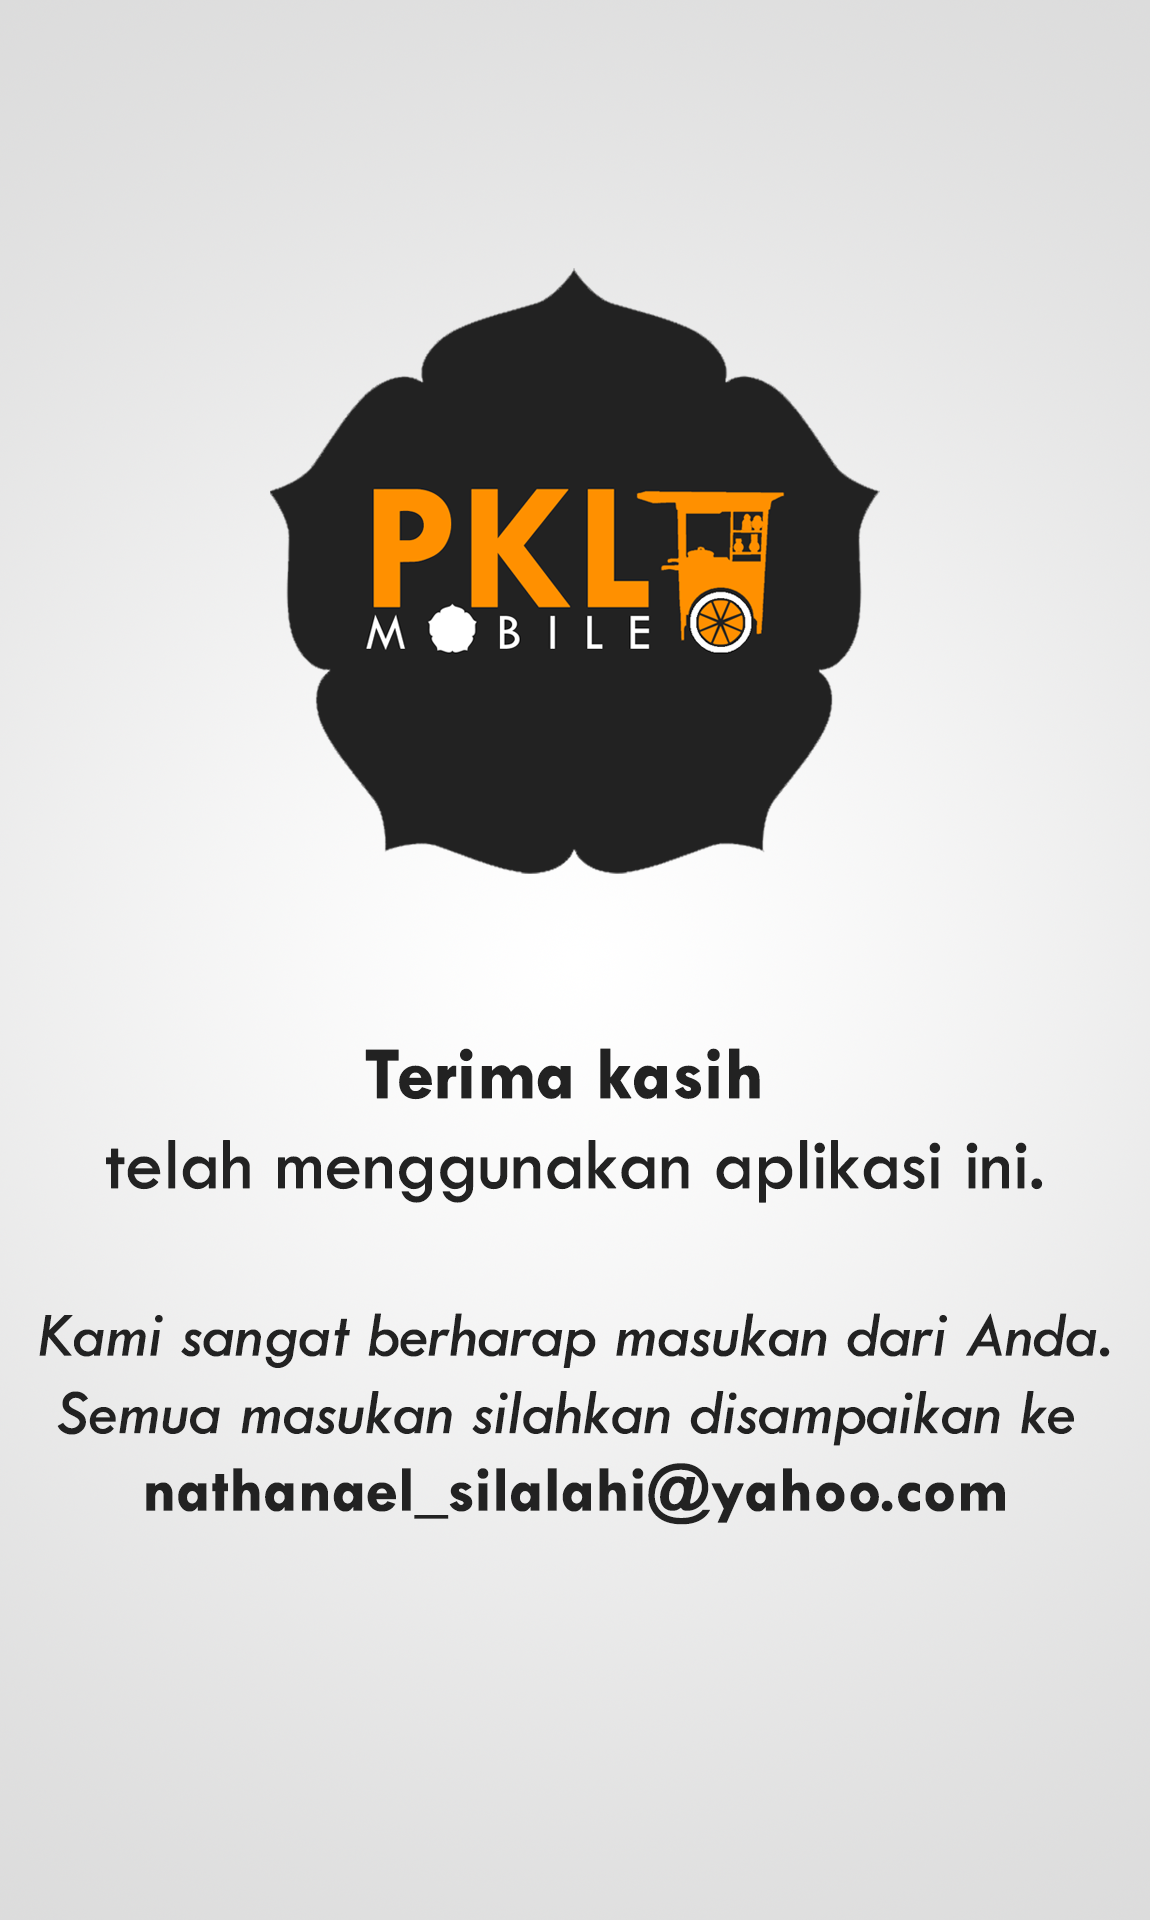 PKL
MOBILE
Terima kasih
telah menggunakan aplikasi ini.
Kami sangat berharap masukan dari Anda.
Semua masukan silahkan disampaikan ke
nathanael_silalahi@yahoo.com